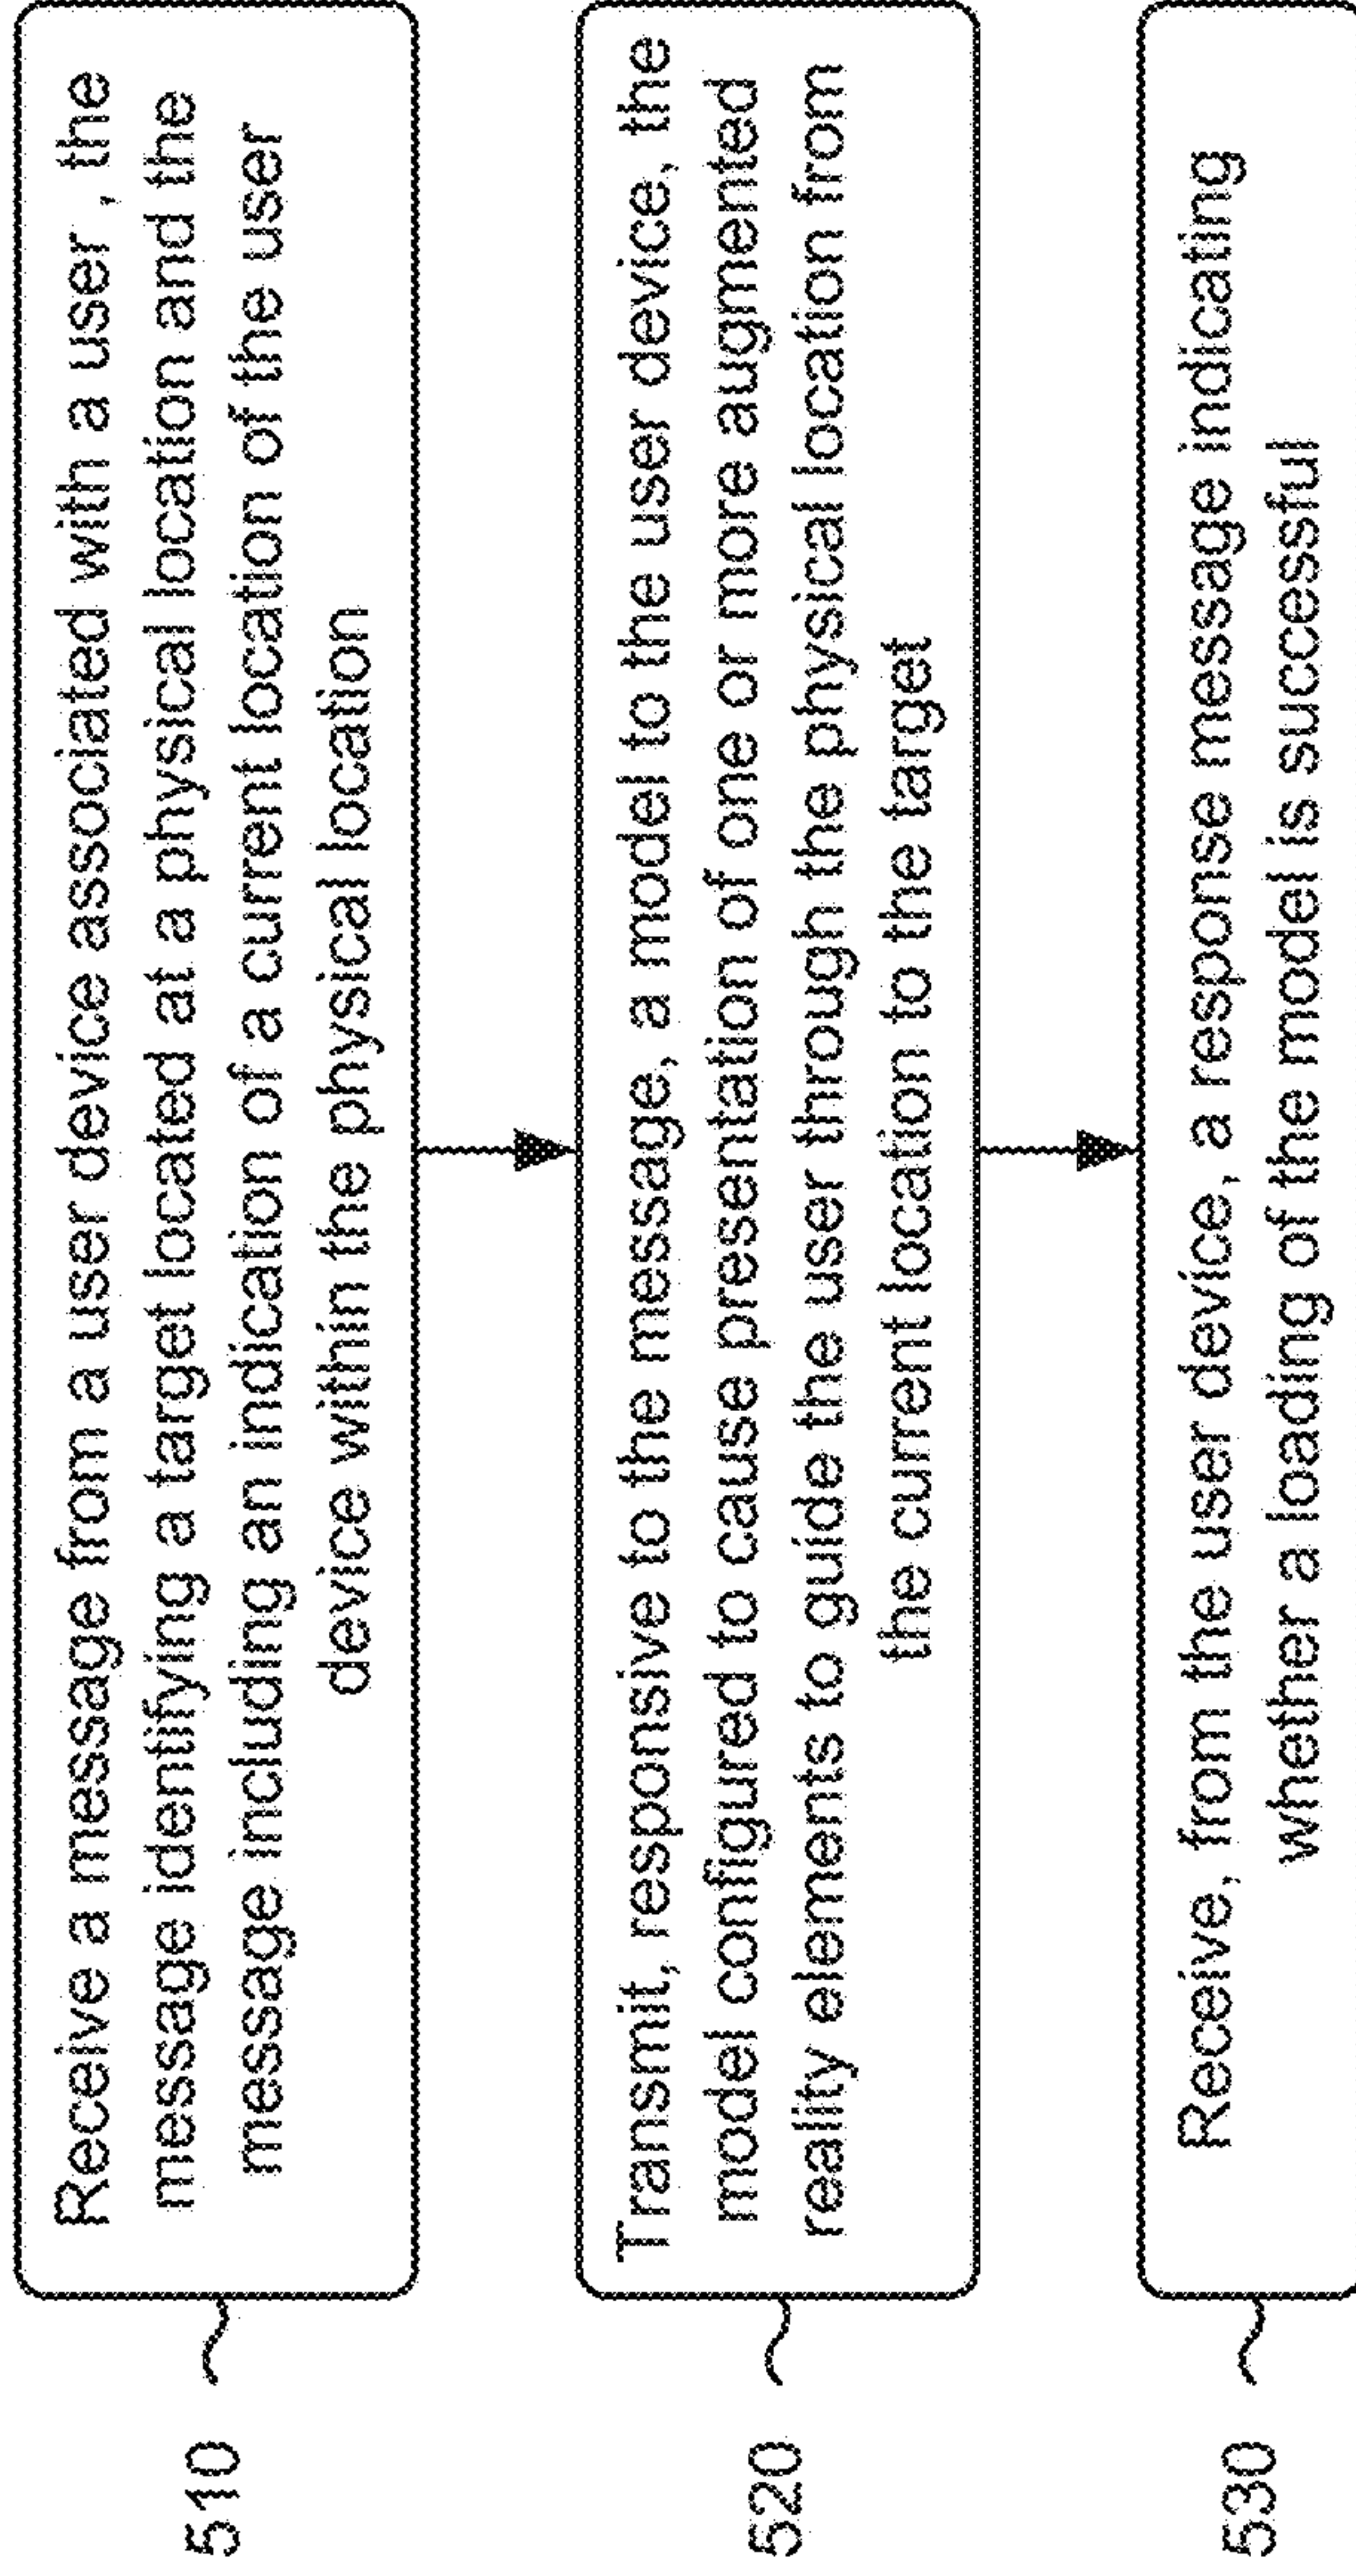 510
Receive a message from a user device associated with a user , the
message identifying a target located at a physical location and the
message including an indication of a current location of the user
device within the physical location
520
Transmit, responsive to the message, a model to the user device, the
model configured to cause presentation of one or more augmented
reality elements to guide the user through the physical location from
the current location to the target
530
Receive, from the user device, a response message indicating
whether a loading of the model is successful